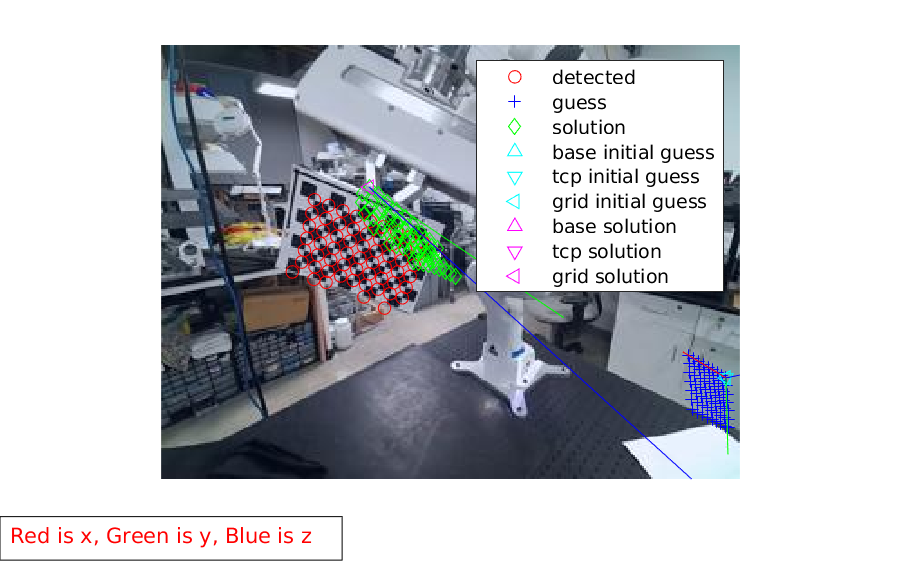 detected
guess
solution
base initial guess
tcp initial guess
grid initial guess
base solution
tcp solution
grid solution
Red is x, Green is y, Blue is z